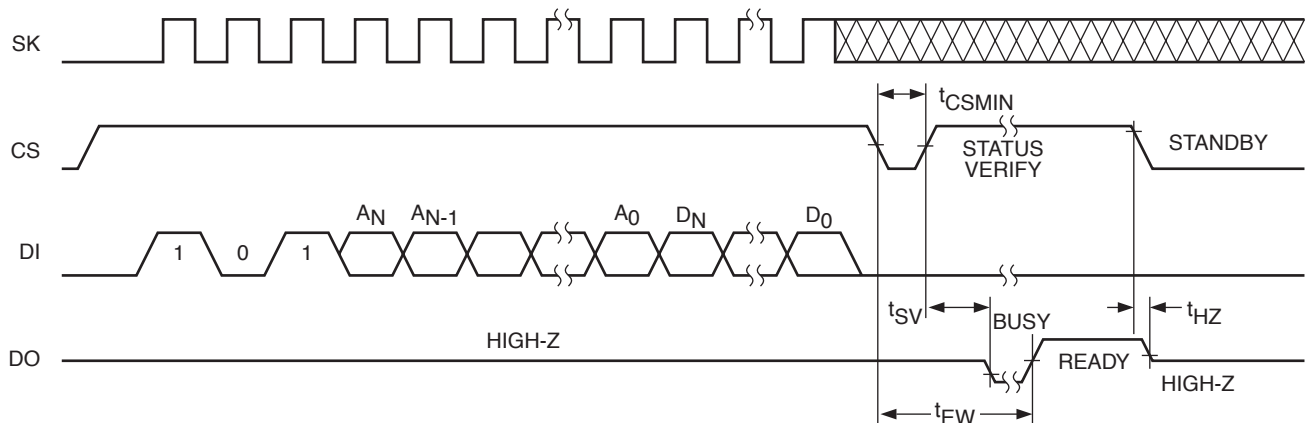 SK
tCSMIN
CS
STATUS
VERIFY
STANDBY
AN
AN-1
A0
DN
D0
DI
1
0
1
tSV
BUSY
tHZ
HIGH-Z
DO
READY
HIGH-Z
tEW